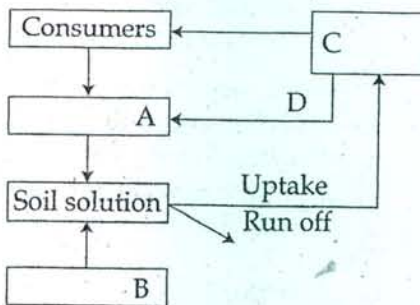 Consumers
C
D
A
Uptake
Soil solution
Run off
B